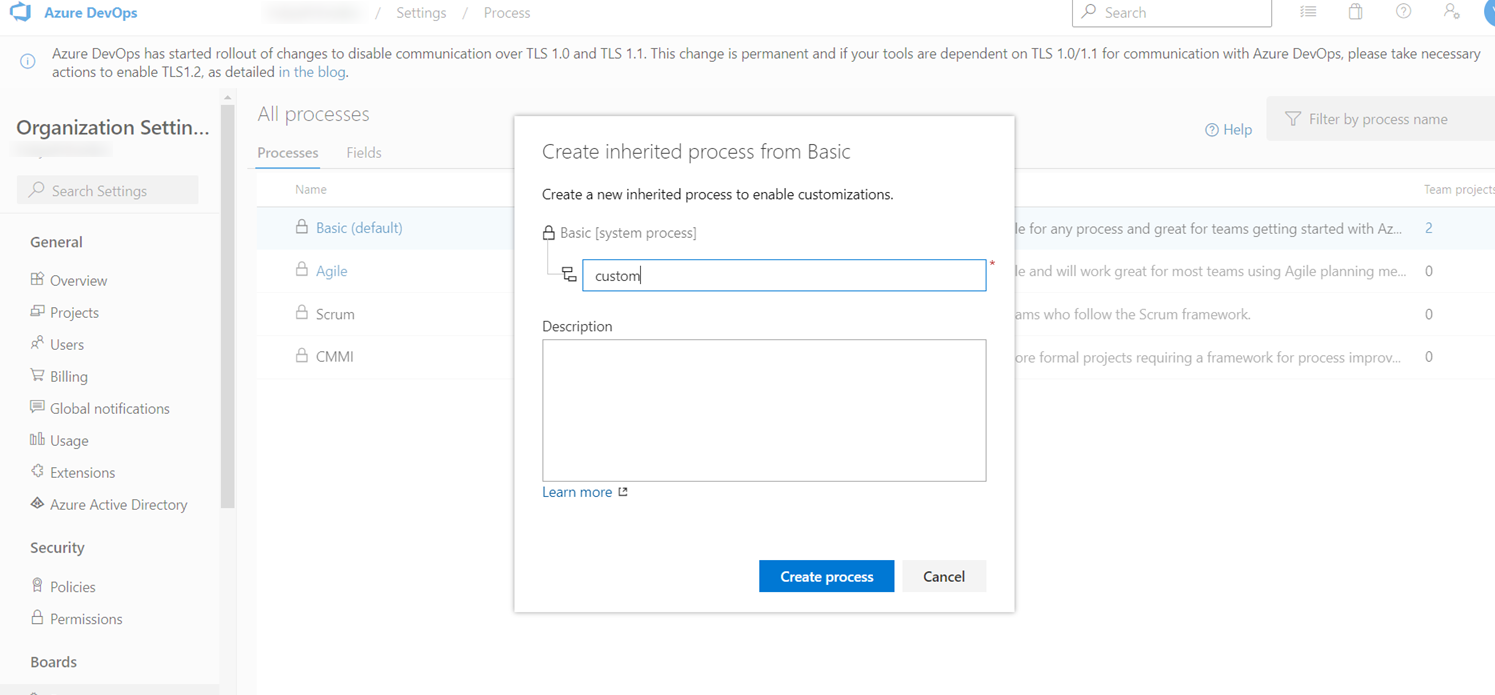 Azure DevOps / Settings / Process Search
Azure DevOps has started rollout of changes to disable communication over TLS 1.0 and TLS 1.1. This change is permanent and if your tools are dependent on TLS 1.0/1.1 for communication with Azure DevOps, please take necessary
actions to enable TLS1.2, as detailed in the blog.
Organization Settin...
Search Settings
General
Overview
Projects
Users
Billing
Global notifications
Usage
Extensions
Azure Active Directory
Security
Policies
Permissions
Boards
All processes
Help
Filter by process name
Processes Fields
Name Team projects
Basic (default) le for any process and great for teams getting started with Az... 2
Agile le and will work great for most teams using Agile planning me... 0
Scrum ams who follow the Scrum framework. 0
CMMI ore formal projects requiring a framework for process improv... 0
Create inherited process from Basic
Create a new inherited process to enable customizations.
Basic [system process]
custom
*
Description
Learn more
Create process Cancel